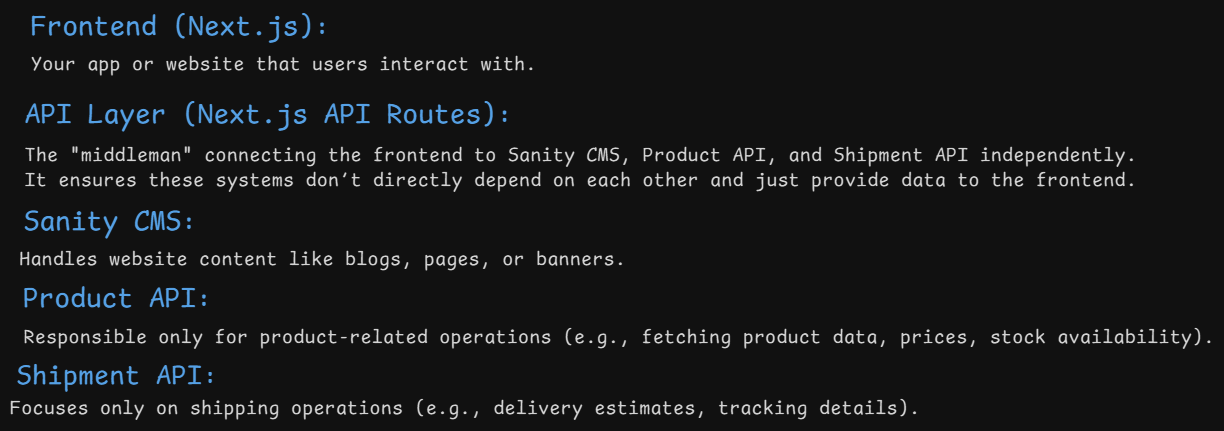 Frontend (Next.js):
Your app or website that users interact with.
API Layer (Next.js API Routes):
The "middleman" connecting the frontend to Sanity CMS, Product API, and Shipment API independently.
It ensures these systems don’t directly depend on each other and just provide data to the frontend.
Sanity CMS:
Handles website content like blogs, pages, or banners.
Product API:
Responsible only for product-related operations (e.g., fetching product data, prices, stock availability).
Shipment API:
Focuses only on shipping operations (e.g., delivery estimates, tracking details).